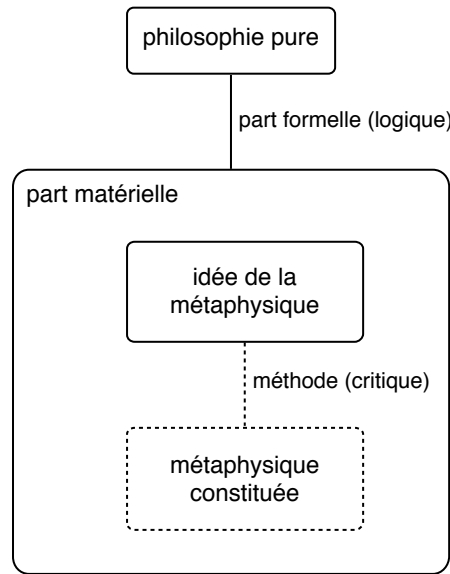 philosophie pure
part formelle (logique)
part matérielle
idée de la
métaphysique
méthode (critique)
métaphysique
constituée